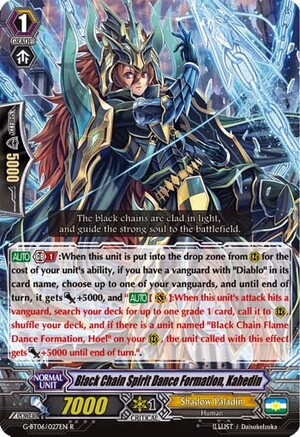 1
GRADE
SHIELD
5000
The black chains are clad in light,
and guide the strong soul to the battlefield.
AUTO 1 :When this unit is put into the drop zone from for the
cost of your unit's ability, if you have a vanguard with "Diablo" in its
card name, choose up to one of your vanguards, and until end of
turn, it gets +5000, and "AUTO [ ]:When this unit's attack hits a
vanguard, search your deck for up to one grade 1 card, call it to
shuffle your deck, and if there is a unit named "Black Chain Flame
Dance Formation, Hoel" on your , the unit called with this effect
gets +5000 until end of turn.".
NORMAL
UNIT
Black Chain Spirit Dance Formation, Kahedin
POWER
7000
1
CRITICAL
Shadow Paladin
Human
G-BT06/027EN R
ILLUST / DaisukeIzuka